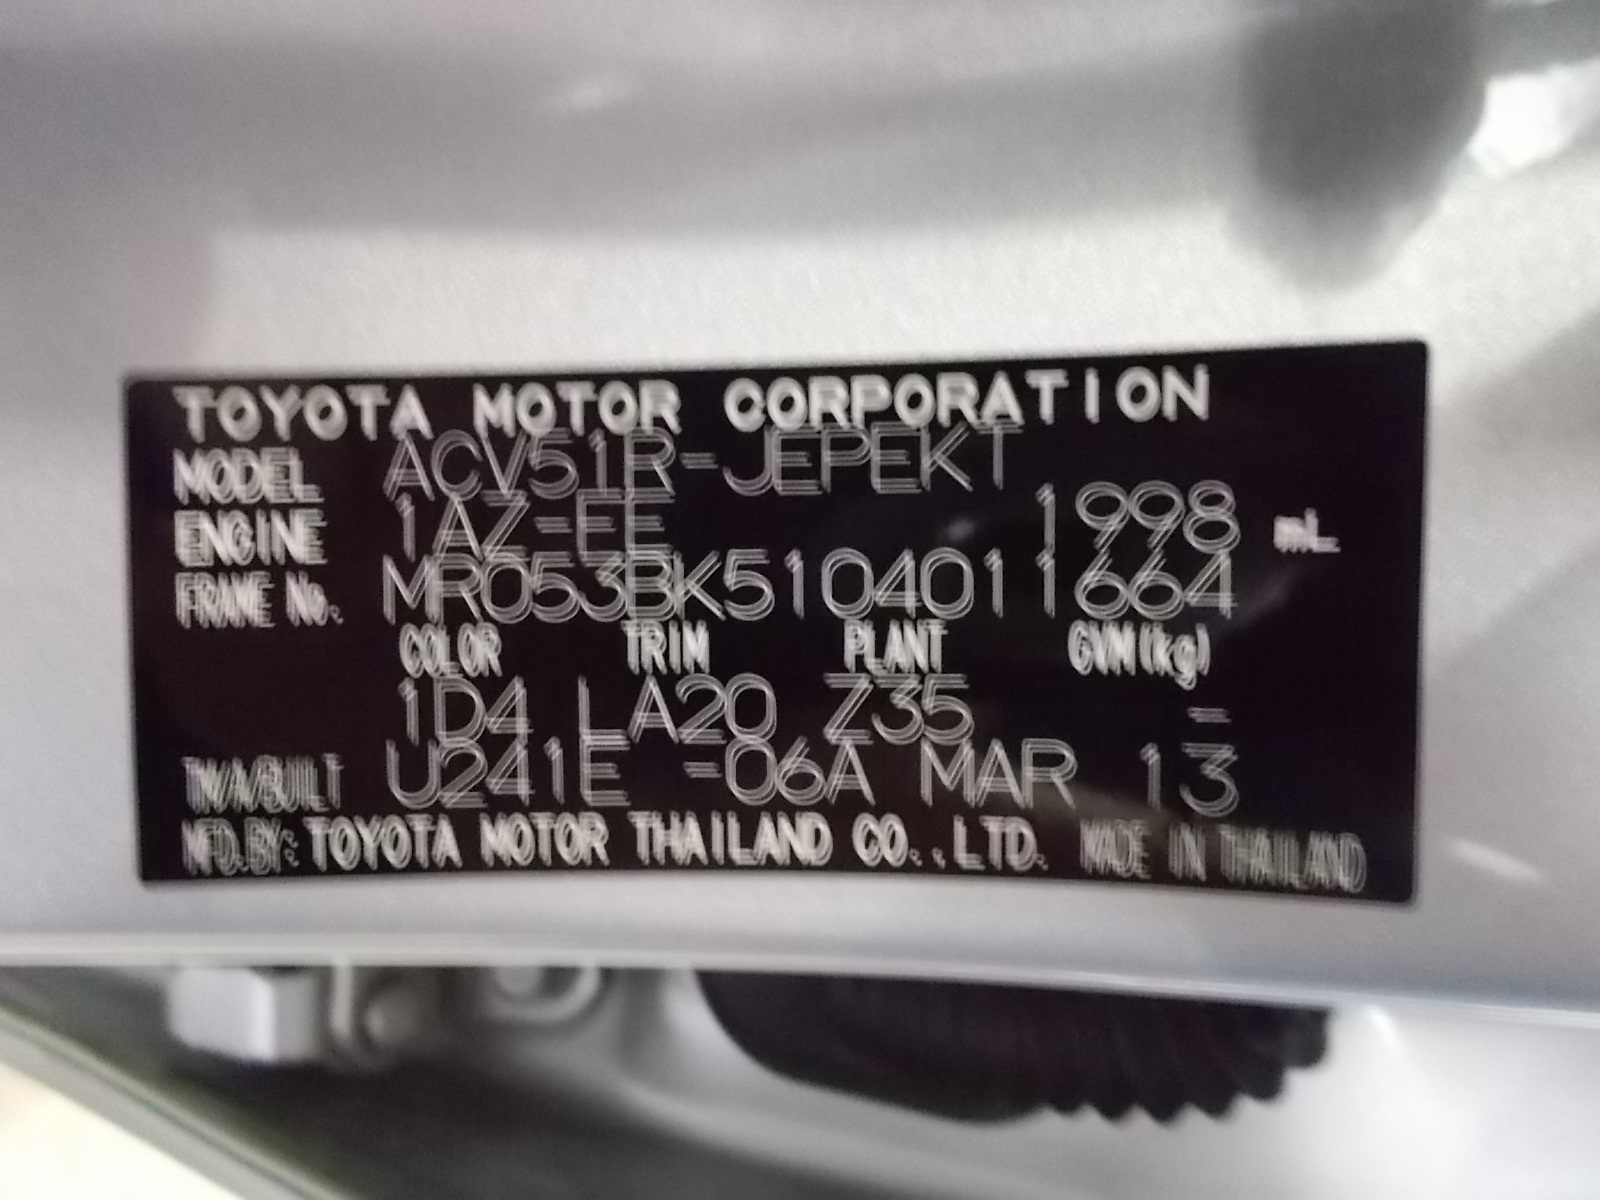 TOYOTA MOTOR CORPORATION
MODEL ACV51R-JEPEKT
ENGINE 1AZ-FE 1998 mL
FRAME No. MR053BK5104011664
COLOR TRIM PLANT GVM(kg)
1D4 LA20 Z35 -
T/M/A/BUILT U241E -06A MAR 13
MFD.BY: TOYOTA MOTOR THAILAND CO.,LTD. MADE IN THAILAND